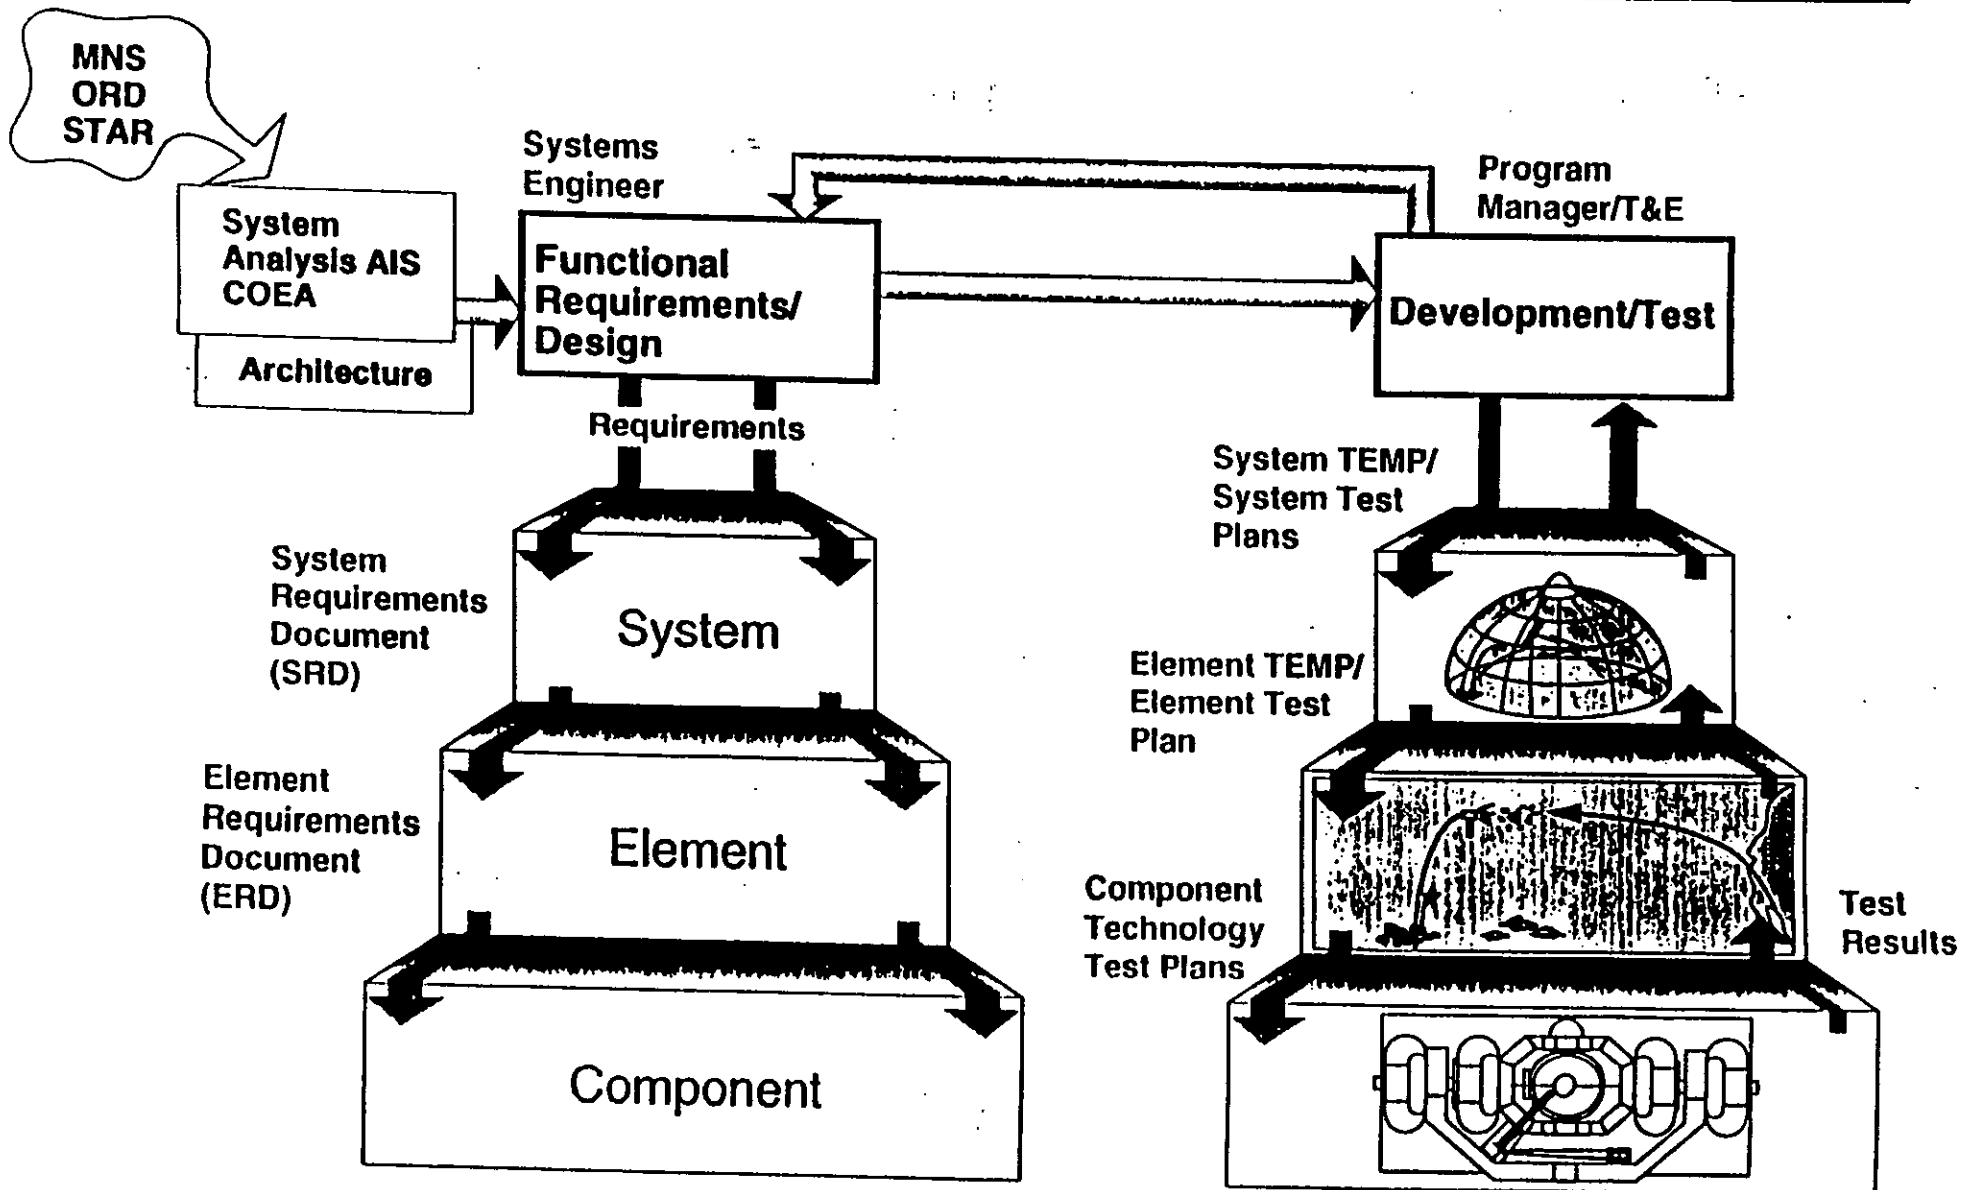 MNS
ORD
STAR
System
Analysis AIS
COEA
Architecture
Systems
Engineer
Functional
Requirements/
Design
Program
Manager/T&E
Development/Test
Requirements
System
Requirements
Document
(SRD)
System
Element
Requirements
Document
(ERD)
Element
Component
System TEMP/
System Test
Plans
Element TEMP/
Element Test
Plan
Component
Technology
Test Plans
Test
Results